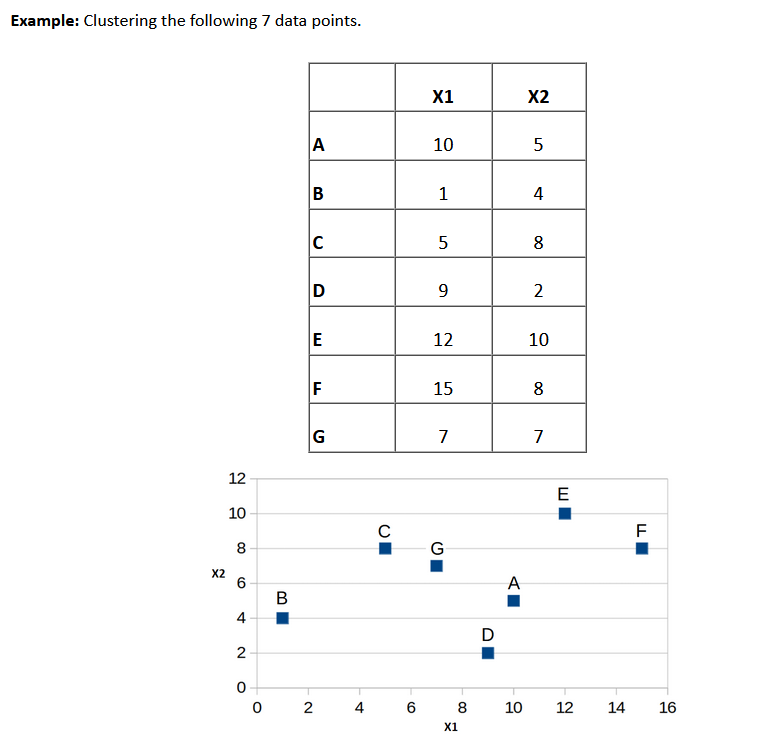 Example: Clustering the following 7 data points.
X1 X2
A 10 5
B 1 4
C 5 8
D 9 2
E 12 10
F 15 8
G 7 7
12
E
10
F
C
G
8
X2
A
6
B
4
D
2
0
0 2 4 6 8 10 12 14 16
X1